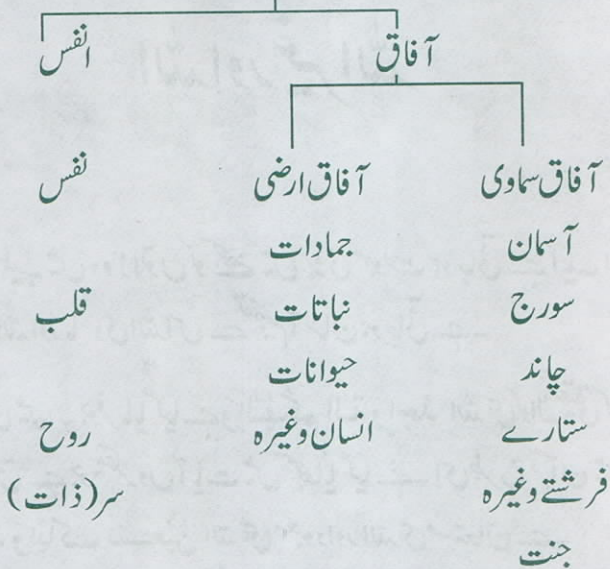 آفاق انفس
آفاق سماوی آفاق ارضی نفس
آسمان جمادات
سورج نباتات قلب
چاند حیوانات
ستارے انسان وغیرہ روح
فرشتے وغیرہ سر(ذات)
جنت